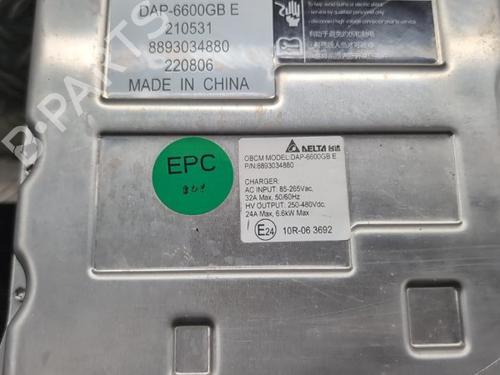 DAP-6600GB E
210531
8893034880
220806
MADE IN CHINA
EPC
DELTA
OBCM MODEL:DAP-6600GB E
P/N:8893034880
CHARGER
AC INPUT: 85-265Vac,
32A Max, 50/60Hz
HV OUTPUT: 250-480Vdc,
24A Max, 6.6kW Max
E24 10R-06 3692
B-PARTS